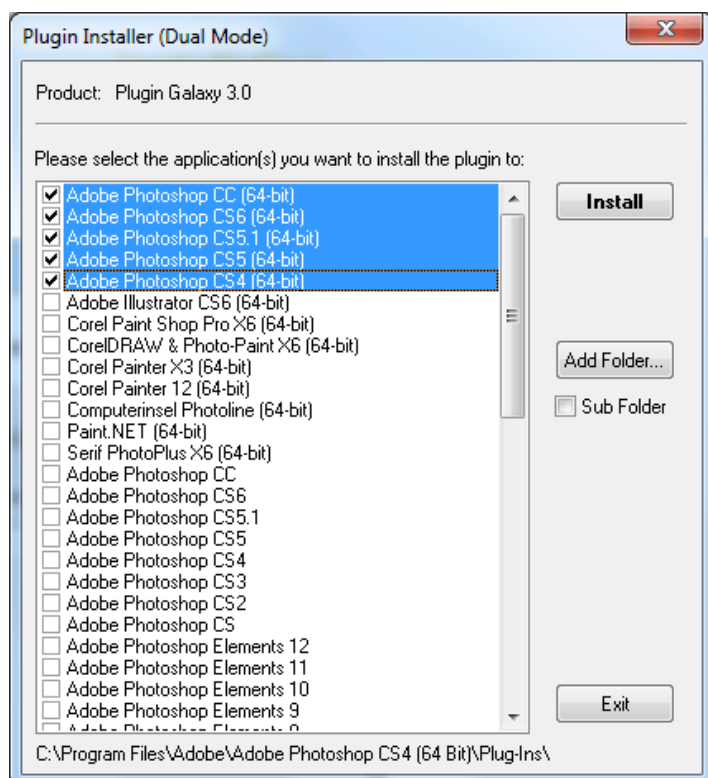 Plugin Installer (Dual Mode)
Product: Plugin Galaxy 3.0
Please select the application(s) you want to install the plugin to:
Adobe Photoshop CC (64-bit)
Adobe Photoshop CS6 (64-bit)
Adobe Photoshop CS5.1 (64-bit)
Adobe Photoshop CS5 (64-bit)
Adobe Photoshop CS4 (64-bit)
Adobe Illustrator CS6 (64-bit)
Corel Paint Shop Pro X6 (64-bit)
CorelDRAW & Photo-Paint X6 (64-bit)
Corel Painter X3 (64-bit)
Corel Painter 12 (64-bit)
Computerinsel Photoline (64-bit)
Paint.NET (64-bit)
Serif PhotoPlus X6 (64-bit)
Adobe Photoshop CC
Adobe Photoshop CS6
Adobe Photoshop CS5.1
Adobe Photoshop CS5
Adobe Photoshop CS4
Adobe Photoshop CS3
Adobe Photoshop CS2
Adobe Photoshop CS
Adobe Photoshop Elements 12
Adobe Photoshop Elements 11
Adobe Photoshop Elements 10
Adobe Photoshop Elements 9
Install
Add Folder...
Sub Folder
Exit
C:\Program Files\Adobe\Adobe Photoshop CS4 (64 Bit)\Plug-Ins\